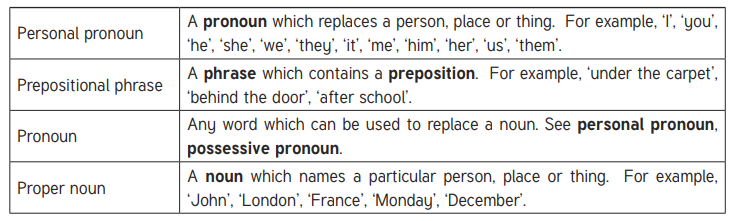 Personal pronoun
A pronoun which replaces a person, place or thing. For example, ‘I’, ‘you’,
‘he’, ‘she’, ‘we’, ‘they’, ‘it’, ‘me’, ‘him’, ‘her’, ‘us’, ‘them’.
Prepositional phrase
A phrase which contains a preposition. For example, ‘under the carpet’,
‘behind the door’, ‘after school’.
Pronoun
Any word which can be used to replace a noun. See personal pronoun,
possessive pronoun.
Proper noun
A noun which names a particular person, place or thing. For example,
‘John’, ‘London’, ‘France’, ‘Monday’, ‘December’.